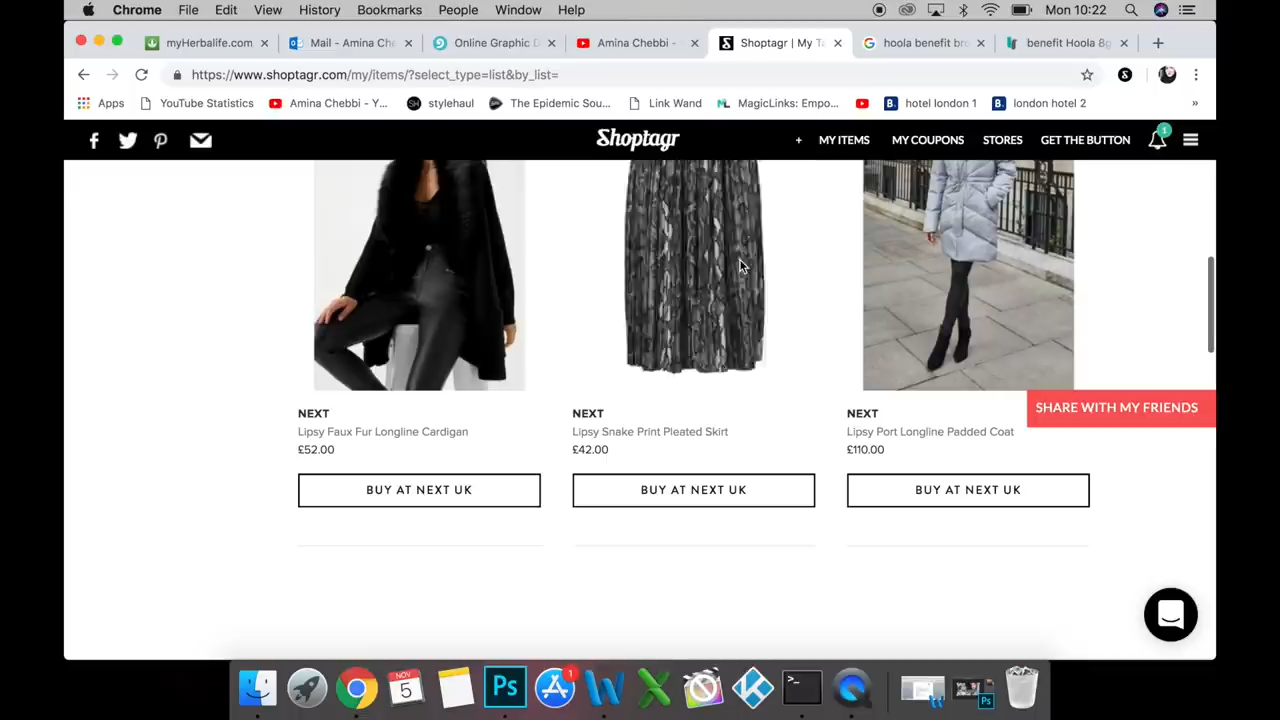 Chrome File Edit View History Bookmarks People Window Help Mon 10:22
myHerbalife.com Mail - Amina Che Online Graphic D Amina Chebbi - Shoptagr | My Ta hoola benefit bro benefit Hoola 8g
https://www.shoptagr.com/my/items/?select_type=list&by_list=
Apps YouTube Statistics Amina Chebbi - Y... stylehaul The Epidemic Sou... Link Wand MagicLinks: Empo... hotel london 1 london hotel 2 »
Shoptagr + MY ITEMS MY COUPONS STORES GET THE BUTTON 1
SHARE WITH MY FRIENDS
NEXT NEXT NEXT
Lipsy Faux Fur Longline Cardigan Lipsy Snake Print Pleated Skirt Lipsy Port Longline Padded Coat
£52.00 £42.00 £110.00
BUY AT NEXT UK BUY AT NEXT UK BUY AT NEXT UK
NOV
5 Ps 1
Ps